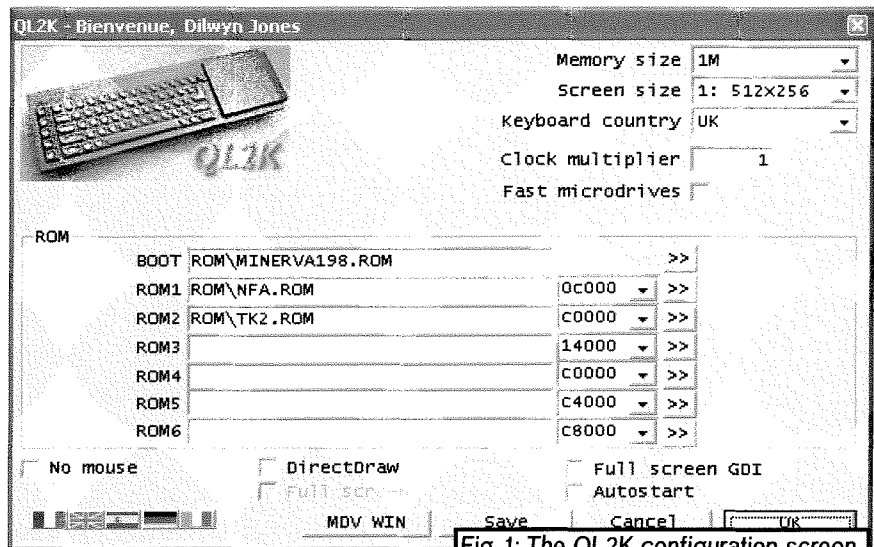 QL2K - Bienvenue, Dilwyn Jones
QL2K
Memory size 1M
Screen size 1: 512x256
Keyboard country UK
Clock multiplier 1
Fast microdrives
ROM
BOOT ROM\MINERVA198.ROM >>
ROM1 ROM\NFA.ROM 0C000 >>
ROM2 ROM\TK2.ROM C0000 >>
ROM3 14000 >>
ROM4 C0000 >>
ROM5 C4000 >>
ROM6 C8000 >>
No mouse DirectDraw Full screen GDI
Full scr Autostart
MDV WIN Save Cancel OK
Fig. 1: The QL2K configuration screen